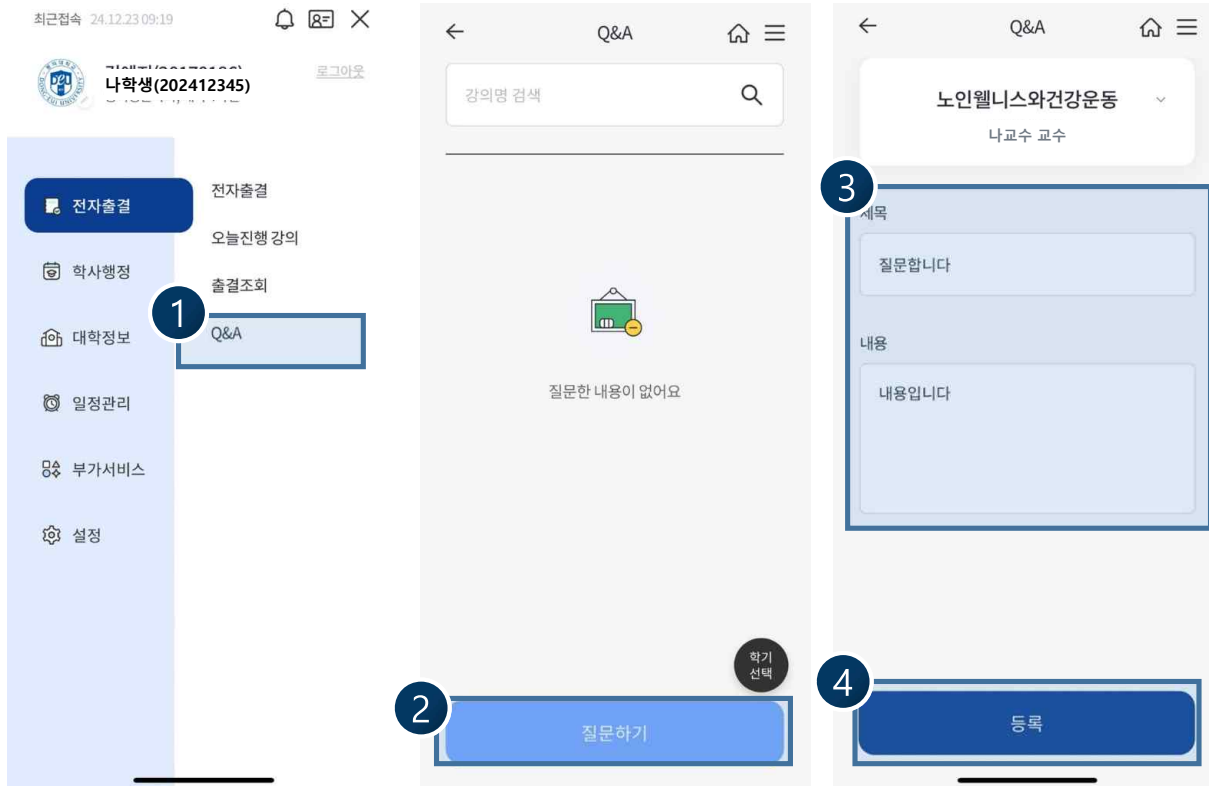 최근접속 24.12.23 09:19
나학생(202412345)
로그아웃
전자출결
학사행정
대학정보
일정관리
부가서비스
설정
전자출결
오늘진행 강의
출결조회
1
Q&A
Q&A
강의명 검색
질문한 내용이 없어요
학기
선택
2
질문하기
Q&A
노인웰니스와건강운동
나교수 교수
3
제목
질문합니다
내용
내용입니다
4
등록